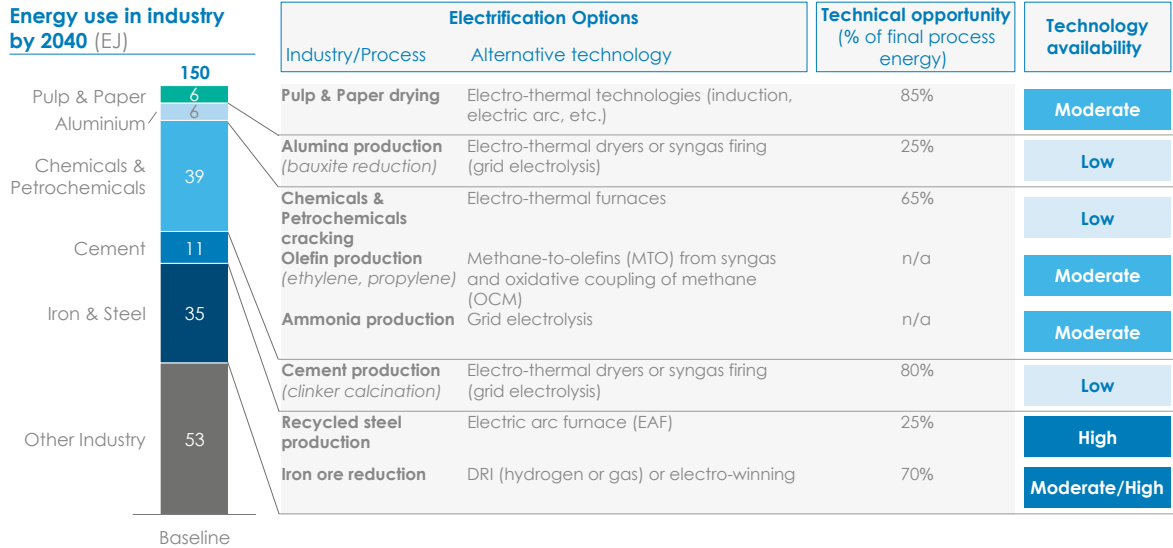 Energy use in industry
by 2040 (EJ)
150
Pulp & Paper
6
Aluminium
6
Chemicals &
Petrochemicals
39
Cement
11
Iron & Steel
35
Other Industry
53
Baseline
Electrification Options
Industry/Process
Alternative technology
Technical opportunity
(% of final process
energy)
Technology
availability
Pulp & Paper drying
Electro-thermal technologies (induction,
electric arc, etc.)
85%
Moderate
Alumina production
(bauxite reduction)
Electro-thermal dryers or syngas firing
(grid electrolysis)
25%
Low
Chemicals &
Petrochemicals
cracking
Electro-thermal furnaces
65%
Low
Olefin production
(ethylene, propylene)
Methane-to-olefins (MTO) from syngas
and oxidative coupling of methane
(OCM)
n/a
Moderate
Ammonia production
Grid electrolysis
n/a
Moderate
Cement production
(clinker calcination)
Electro-thermal dryers or syngas firing
(grid electrolysis)
80%
Low
Recycled steel
production
Electric arc furnace (EAF)
25%
High
Iron ore reduction
DRI (hydrogen or gas) or electro-winning
70%
Moderate/High